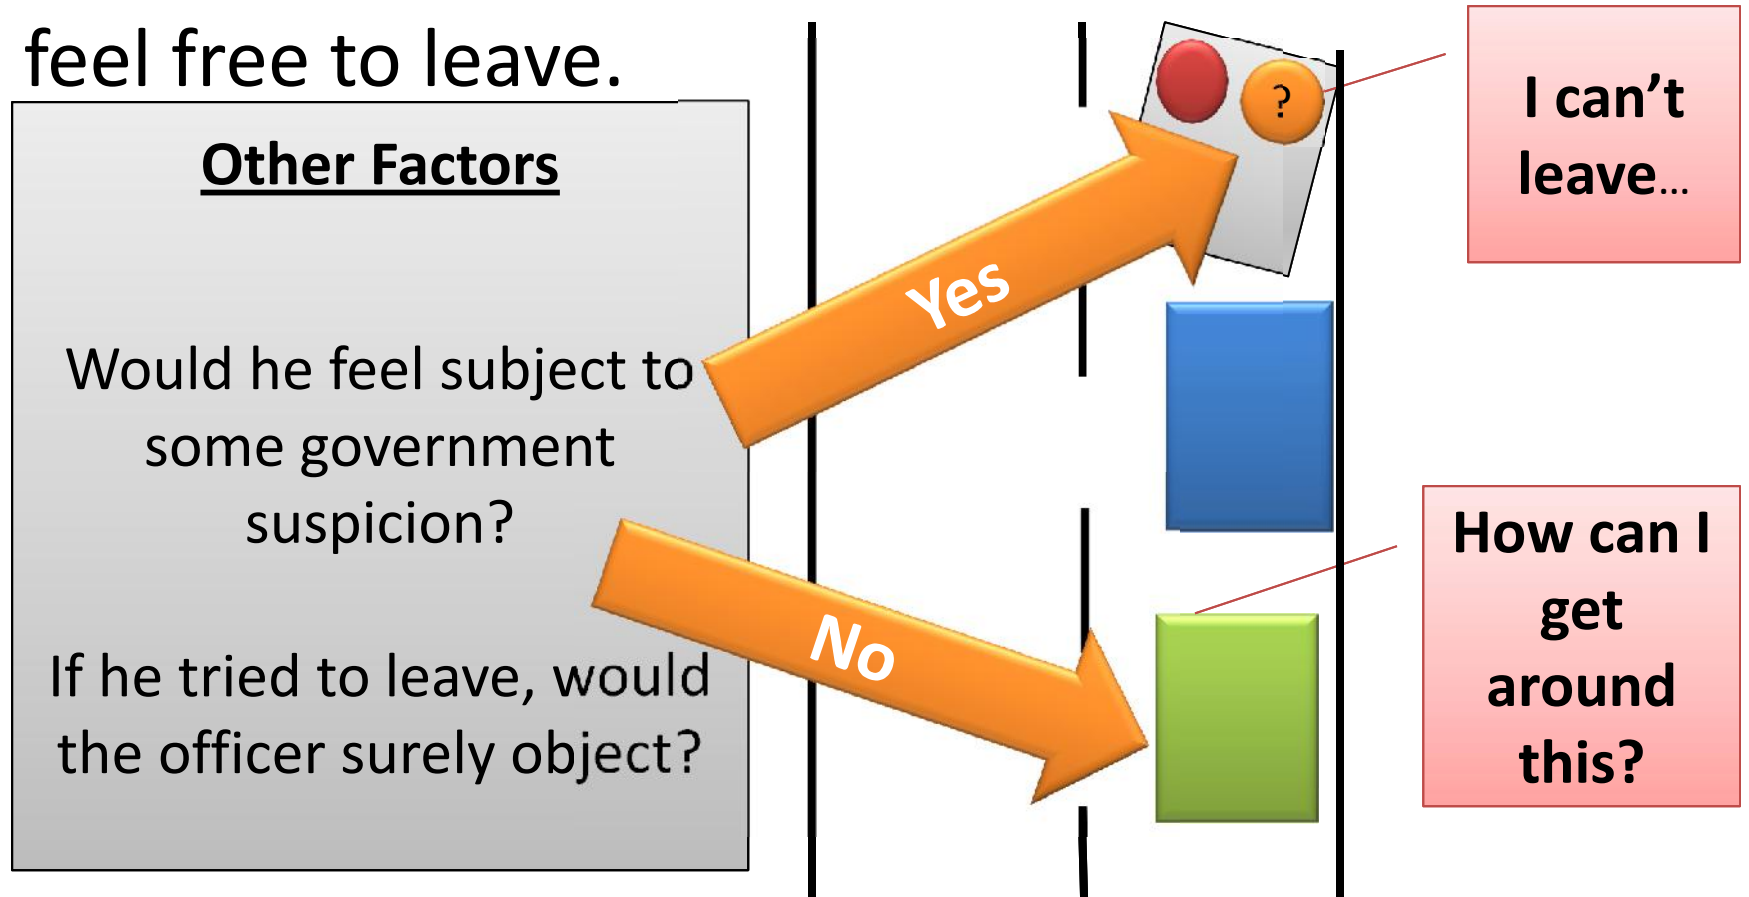 feel free to leave.
Other Factors
Would he feel subject to
some government
suspicion?
If he tried to leave, would
the officer surely object?
Yes
No
?
I can’t
leave…
How can I
get
around
this?